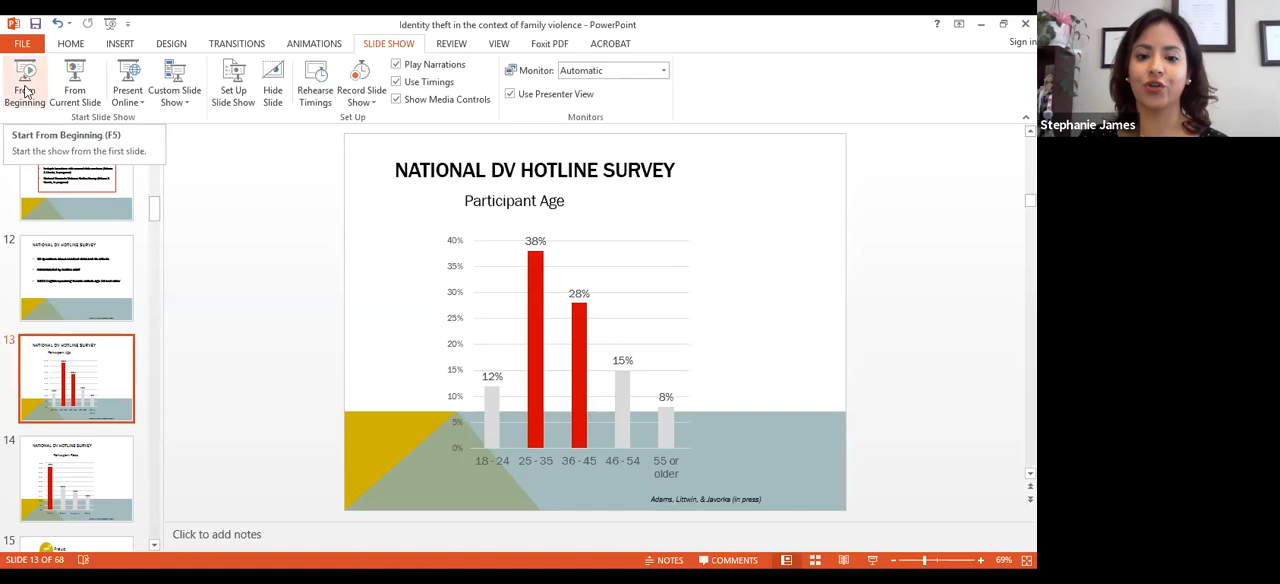 Identity theft in the context of family violence - PowerPoint
?
FILE HOME INSERT DESIGN TRANSITIONS ANIMATIONS SLIDE SHOW REVIEW VIEW Foxit PDF ACROBAT
Sign in
From Beginning
From Current Slide
Present Online
Custom Slide Show
Start Slide Show
Set Up Slide Show
Hide Slide
Rehearse Timings
Record Slide Show
Play Narrations
Use Timings
Show Media Controls
Set Up
Monitor: Automatic
Use Presenter View
Monitors
Stephanie James
Start From Beginning (F5)
Start the show from the first slide.
12
NATIONAL DV HOTLINE SURVEY
13
NATIONAL DV HOTLINE SURVEY
Participant Age
14
NATIONAL DV HOTLINE SURVEY
Participant Race
15
Fraud
NATIONAL DV HOTLINE SURVEY
Participant Age
40%
35%
30%
25%
20%
15%
10%
5%
0%
12%
38%
28%
15%
8%
18 - 24 25 - 35 36 - 45 46 - 54 55 or
older
Adams, Littwin, & Javorka (in press)
Click to add notes
SLIDE 13 OF 68
NOTES
COMMENTS
69%